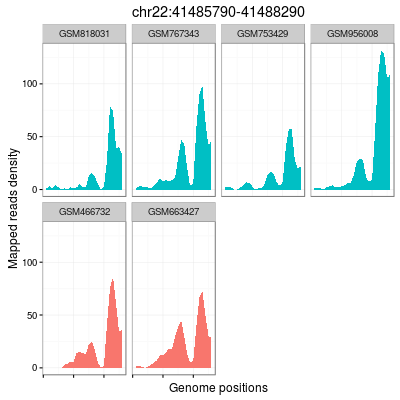 chr22:41485790-41488290
GSM818031 GSM767343 GSM753429 GSM956008
100
50
0
GSM466732 GSM663427
100
50
0
Mapped reads density
Genome positions